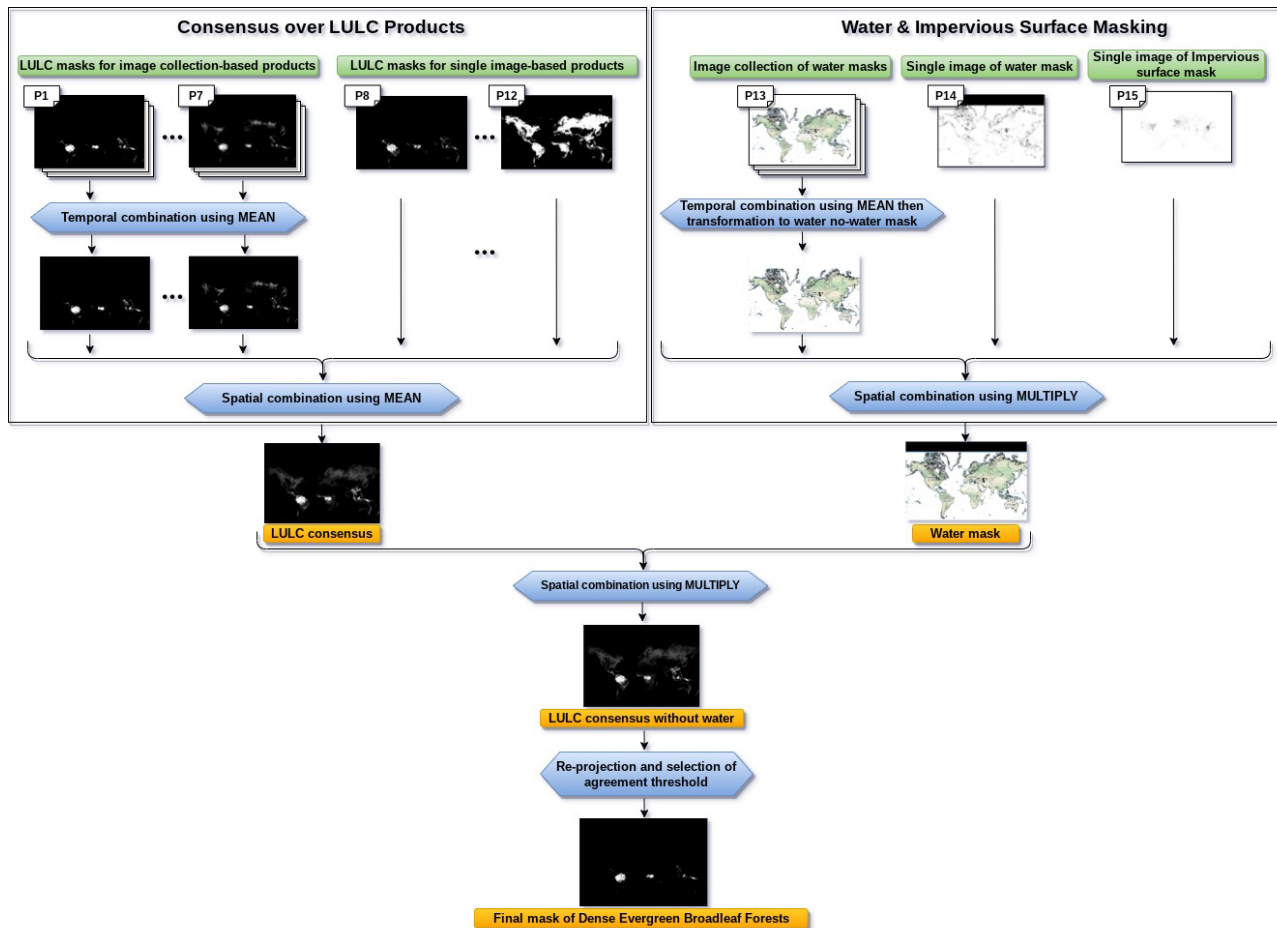 Consensus over LULC Products
Water & Impervious Surface Masking
LULC masks for image collection-based products
LULC masks for single image-based products
Image collection of water masks
Single image of water mask
Single image of Impervious
surface mask
P1
P7
P8
P12
P13
P14
P15
Temporal combination using MEAN
Temporal combination using MEAN then
transformation to water no-water mask
Spatial combination using MEAN
Spatial combination using MULTIPLY
LULC consensus
Water mask
Spatial combination using MULTIPLY
LULC consensus without water
Re-projection and selection of
agreement threshold
Final mask of Dense Evergreen Broadleaf Forests